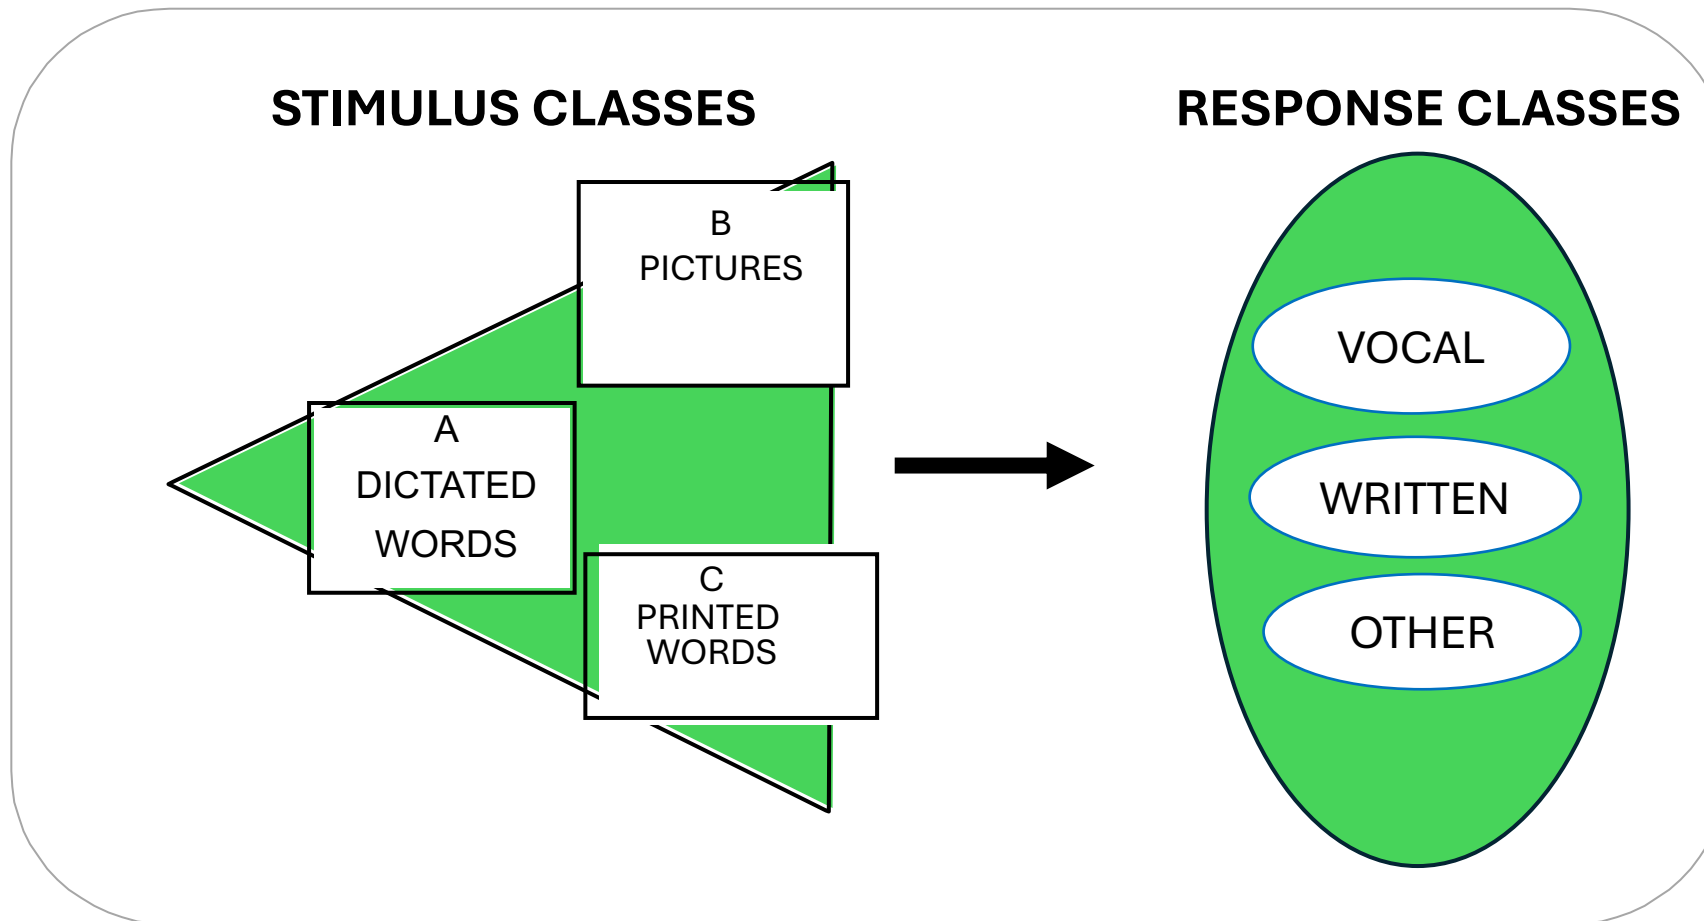 STIMULUS CLASSES
RESPONSE CLASSES
B
PICTURES
A
DICTATED
WORDS
C
PRINTED
WORDS
VOCAL
WRITTEN
OTHER